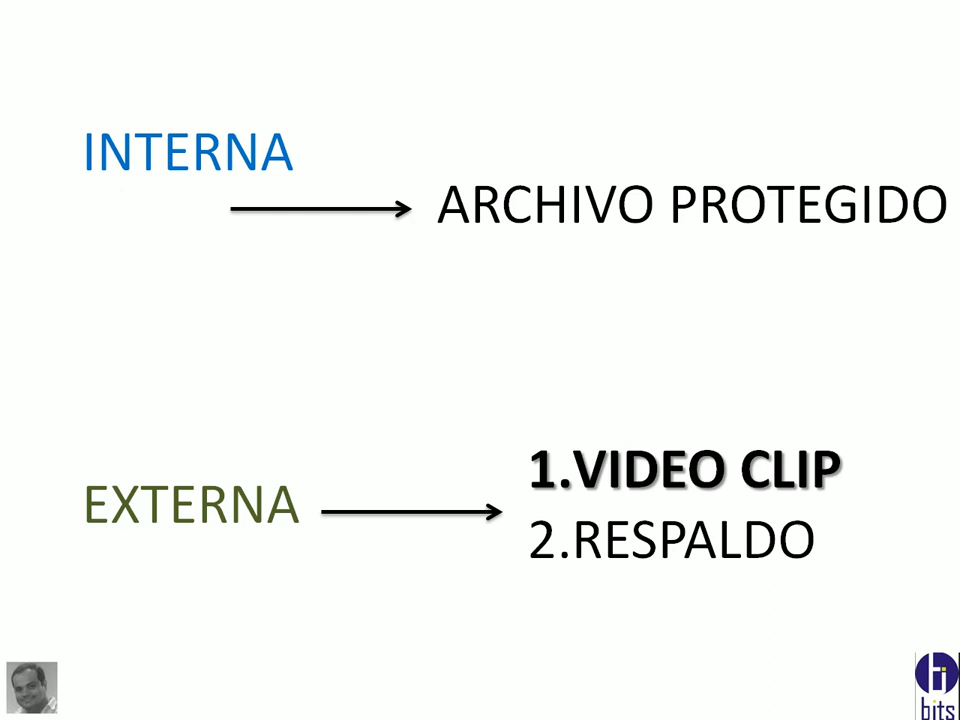 INTERNA
ARCHIVO PROTEGIDO
1.VIDEO CLIP
EXTERNA
2.RESPALDO
bits